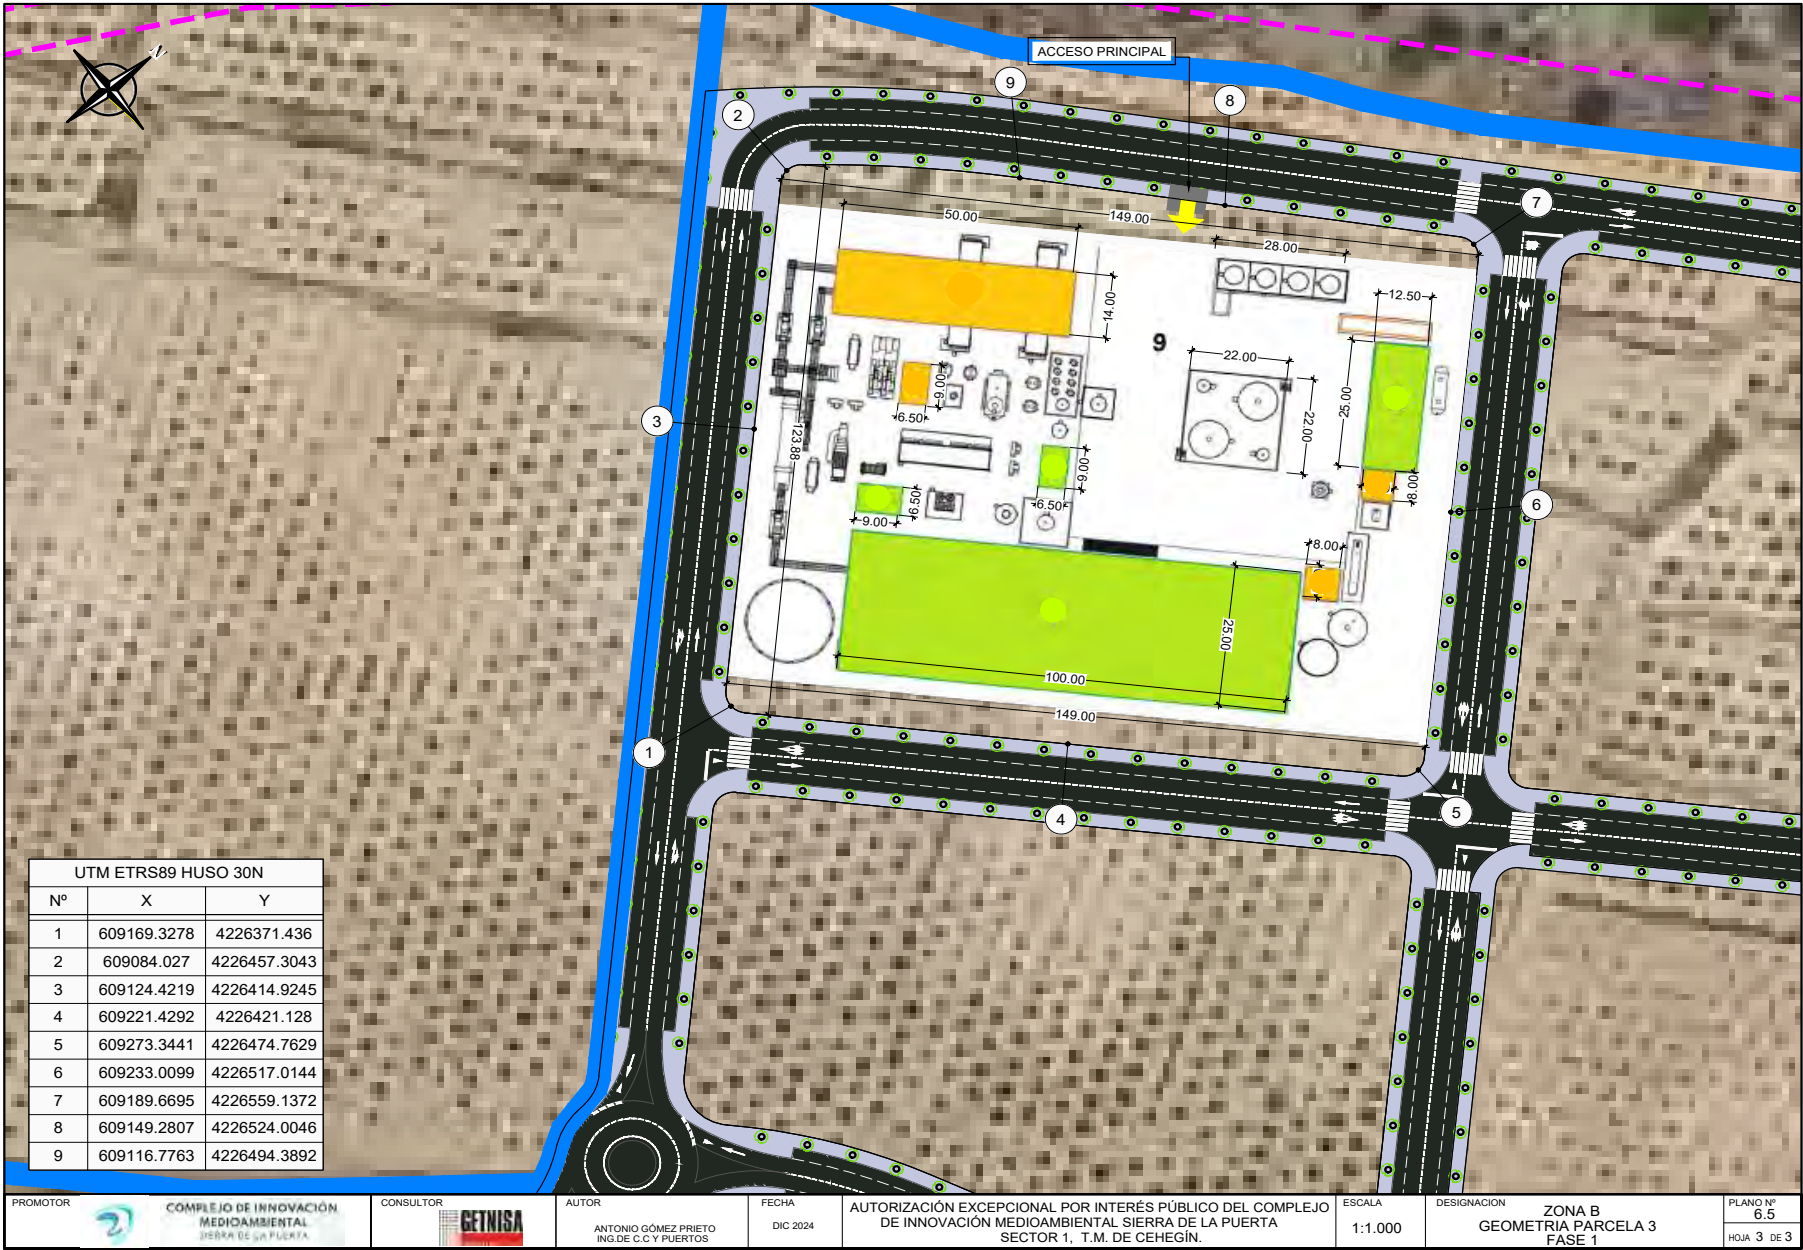 N
ACCESO PRINCIPAL
9
8
2
7
50.00
149.00
28.00
14.00
12.50
9
22.00
25.00
22.00
9.00
6.50
3
123.88
9.00
6.50
6.50
9.00
8.00
6
8.00
25.00
100.00
149.00
1
4
5
UTM ETRS89 HUSO 30N
Nº X Y
1 609169.3278 4226371.436
2 609084.027 4226457.3043
3 609124.4219 4226414.9245
4 609221.4292 4226421.128
5 609273.3441 4226474.7629
6 609233.0099 4226517.0144
7 609189.6695 4226559.1372
8 609149.2807 4226524.0046
9 609116.7763 4226494.3892
PROMOTOR
COMPLEJO DE INNOVACIÓN
MEDIOAMBIENTAL
SIERRA DE LA PUERTA
CONSULTOR
GETNISA
AUTOR
ANTONIO GÓMEZ PRIETO
ING.DE C.C Y PUERTOS
FECHA
DIC 2024
AUTORIZACIÓN EXCEPCIONAL POR INTERÉS PÚBLICO DEL COMPLEJO
DE INNOVACIÓN MEDIOAMBIENTAL SIERRA DE LA PUERTA
SECTOR 1, T.M. DE CEHEGÍN.
ESCALA
1:1.000
DESIGNACION
ZONA B
GEOMETRIA PARCELA 3
FASE 1
PLANO Nº
6.5
HOJA 3 DE 3